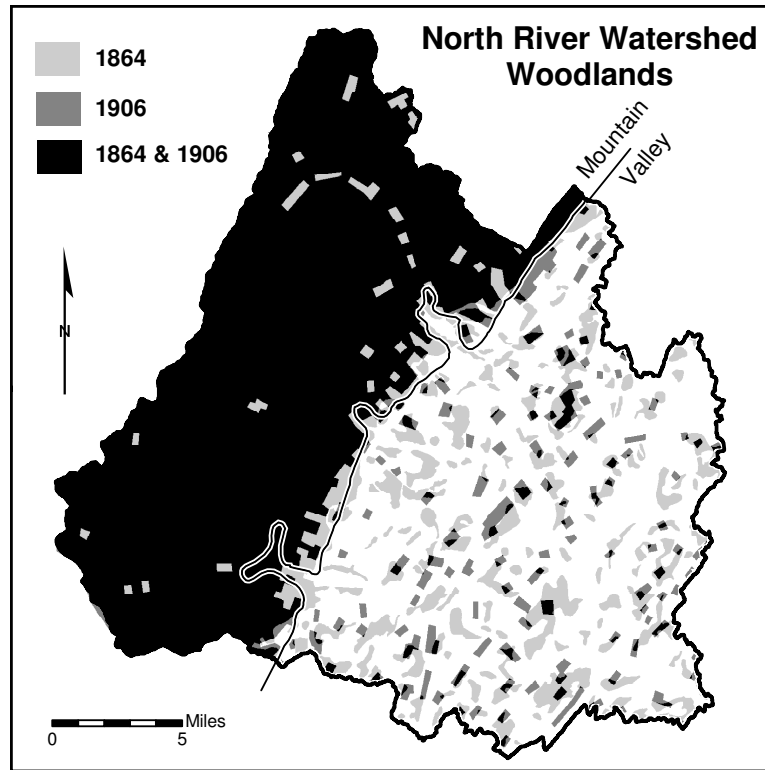 North River Watershed
Woodlands
1864
1906
1864 & 1906
Mountain
Valley
N
Miles
0 5